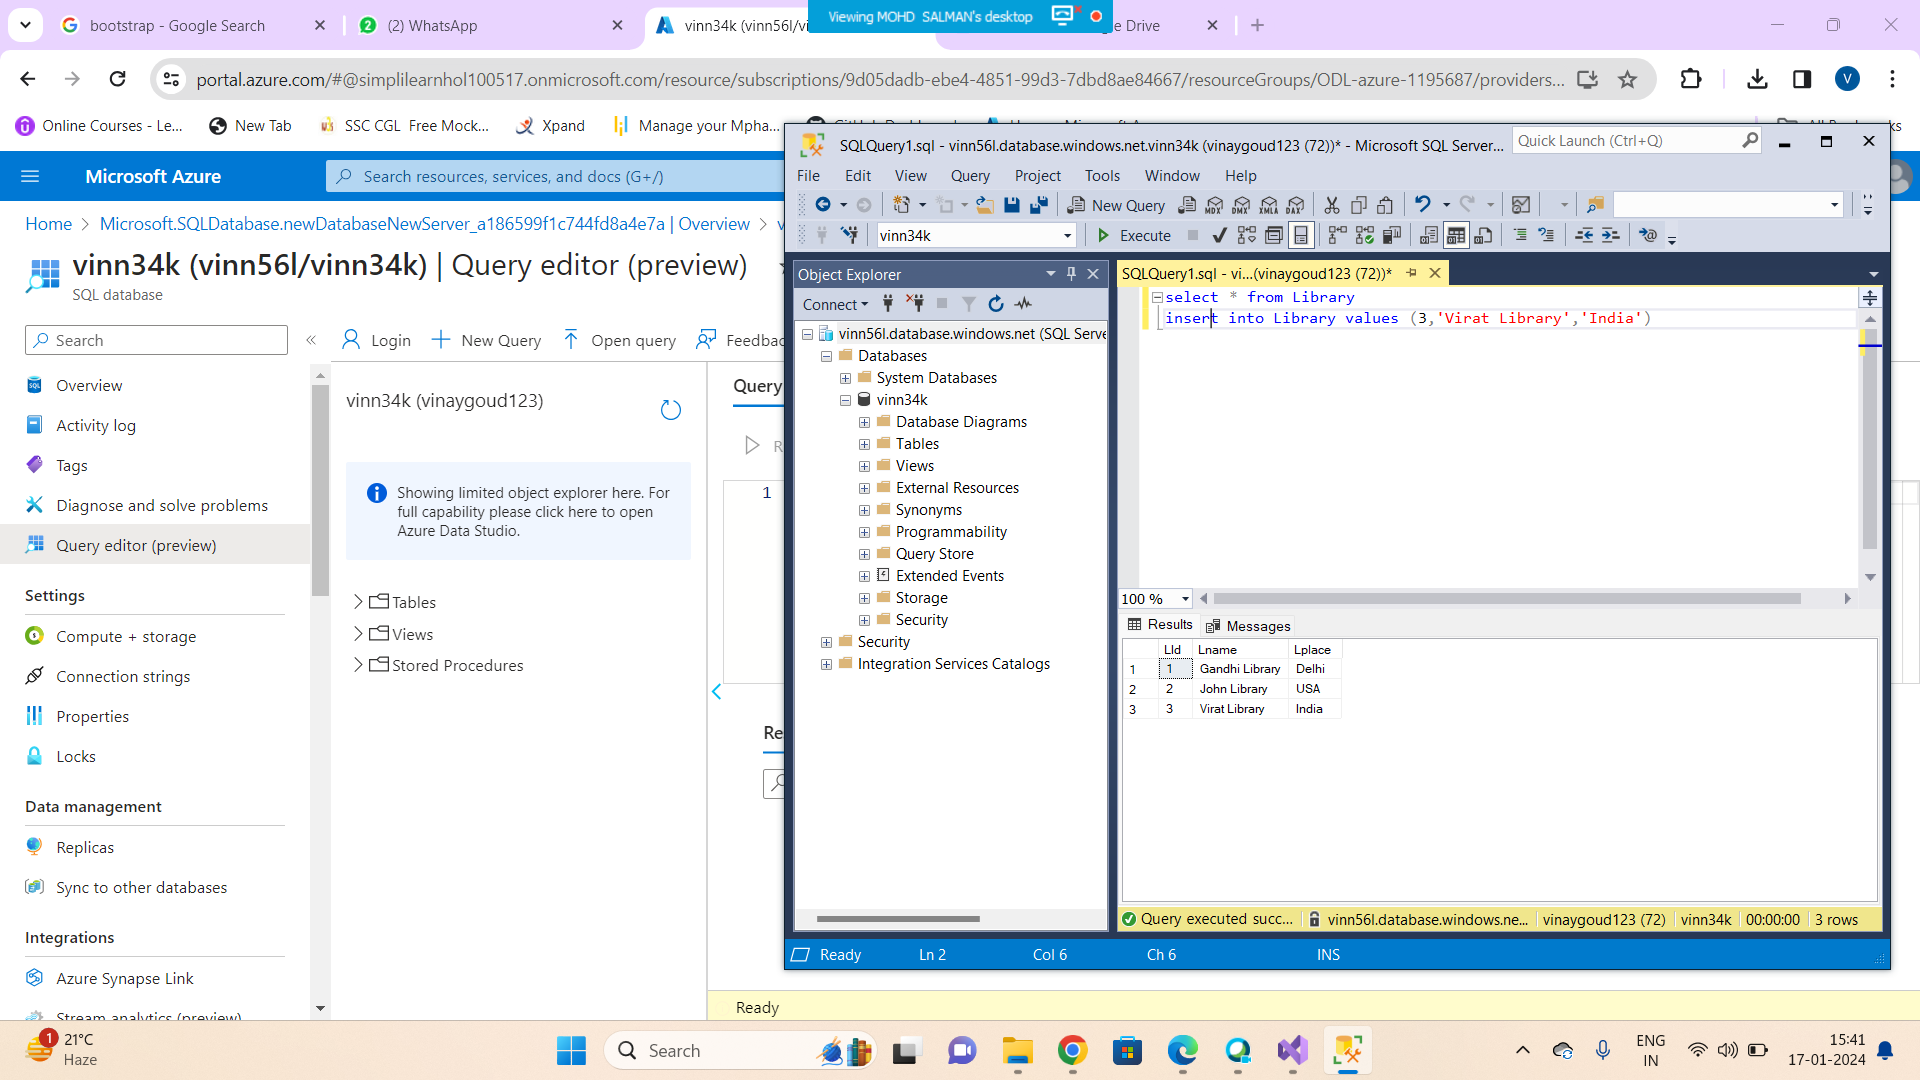 bootstrap - Google Search
(2) WhatsApp
vinn34k (vinn56l/vi
Viewing MOHD SALMAN's desktop
le Drive
portal.azure.com/#@simplilearnhol100517.onmicrosoft.com/resource/subscriptions/9d05dadb-ebe4-4851-99d3-7dbd8ae84667/resourceGroups/ODL-azure-1195687/providers...
V
Online Courses - Le...
New Tab
SSC CGL Free Mock...
Xpand
Manage your Mpha...
Microsoft Azure
Search resources, services, and docs (G+/)
Home > Microsoft.SQLDatabase.newDatabaseNewServer_a186599f1c744fd8a4e7a | Overview > v
vinn34k (vinn56l/vinn34k) | Query editor (preview)
SQL database
Search
Login
New Query
Open query
Feedbac
Overview
Activity log
Tags
Diagnose and solve problems
Query editor (preview)
Settings
Compute + storage
Connection strings
Properties
Locks
Data management
Replicas
Sync to other databases
Integrations
Azure Synapse Link
Stream analytics (preview)
vinn34k (vinaygoud123)
Showing limited object explorer here. For
full capability please click here to open
Azure Data Studio.
Tables
Views
Stored Procedures
Query
R
1
Re
Ready
SQLQuery1.sql - vinn56l.database.windows.net.vinn34k (vinaygoud123 (72))* - Microsoft SQL Server...
Quick Launch (Ctrl+Q)
File Edit View Query Project Tools Window Help
New Query
MDX DMX XMLA DAX
vinn34k
Execute
Object Explorer
Connect
vinn56l.database.windows.net (SQL Serve
Databases
System Databases
vinn34k
Database Diagrams
Tables
Views
External Resources
Synonyms
Programmability
Query Store
Extended Events
Storage
Security
Security
Integration Services Catalogs
SQLQuery1.sql - vi...(vinaygoud123 (72))*
select * from Library
insert into Library values (3,'Virat Library','India')
100 %
Results
Messages
LId Lname Lplace
1 1 Gandhi Library Delhi
2 2 John Library USA
3 3 Virat Library India
Query executed succ...
vinn56l.database.windows.ne...
vinaygoud123 (72)
vinn34k
00:00:00
3 rows
Ready
Ln 2
Col 6
Ch 6
INS
1
21°C
Haze
Search
ENG
IN
15:41
17-01-2024